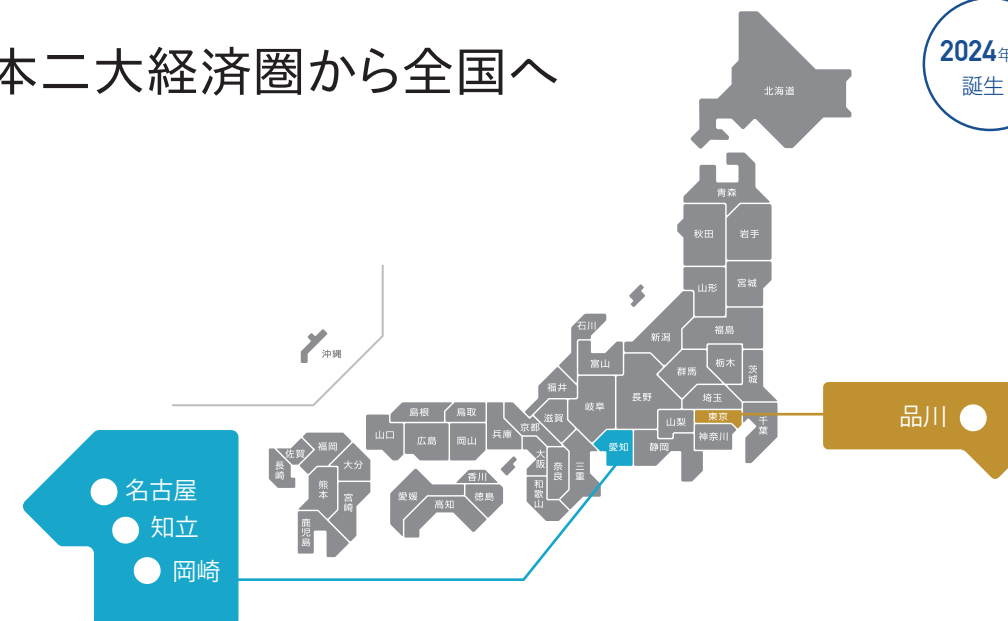 本二大経済圏から全国へ
2024年
誕生
北海道
青森
秋田
岩手
山形
宮城
福島
新潟
石川
富山
福井
岐阜
長野
群馬
栃木
茨城
埼玉
東京
千葉
神奈川
山梨
静岡
愛知
滋賀
京都
三重
奈良
大阪
和歌山
兵庫
鳥取
島根
岡山
広島
山口
香川
徳島
愛媛
高知
福岡
佐賀
長崎
大分
熊本
宮崎
鹿児島
沖縄
品川
名古屋
知立
岡崎